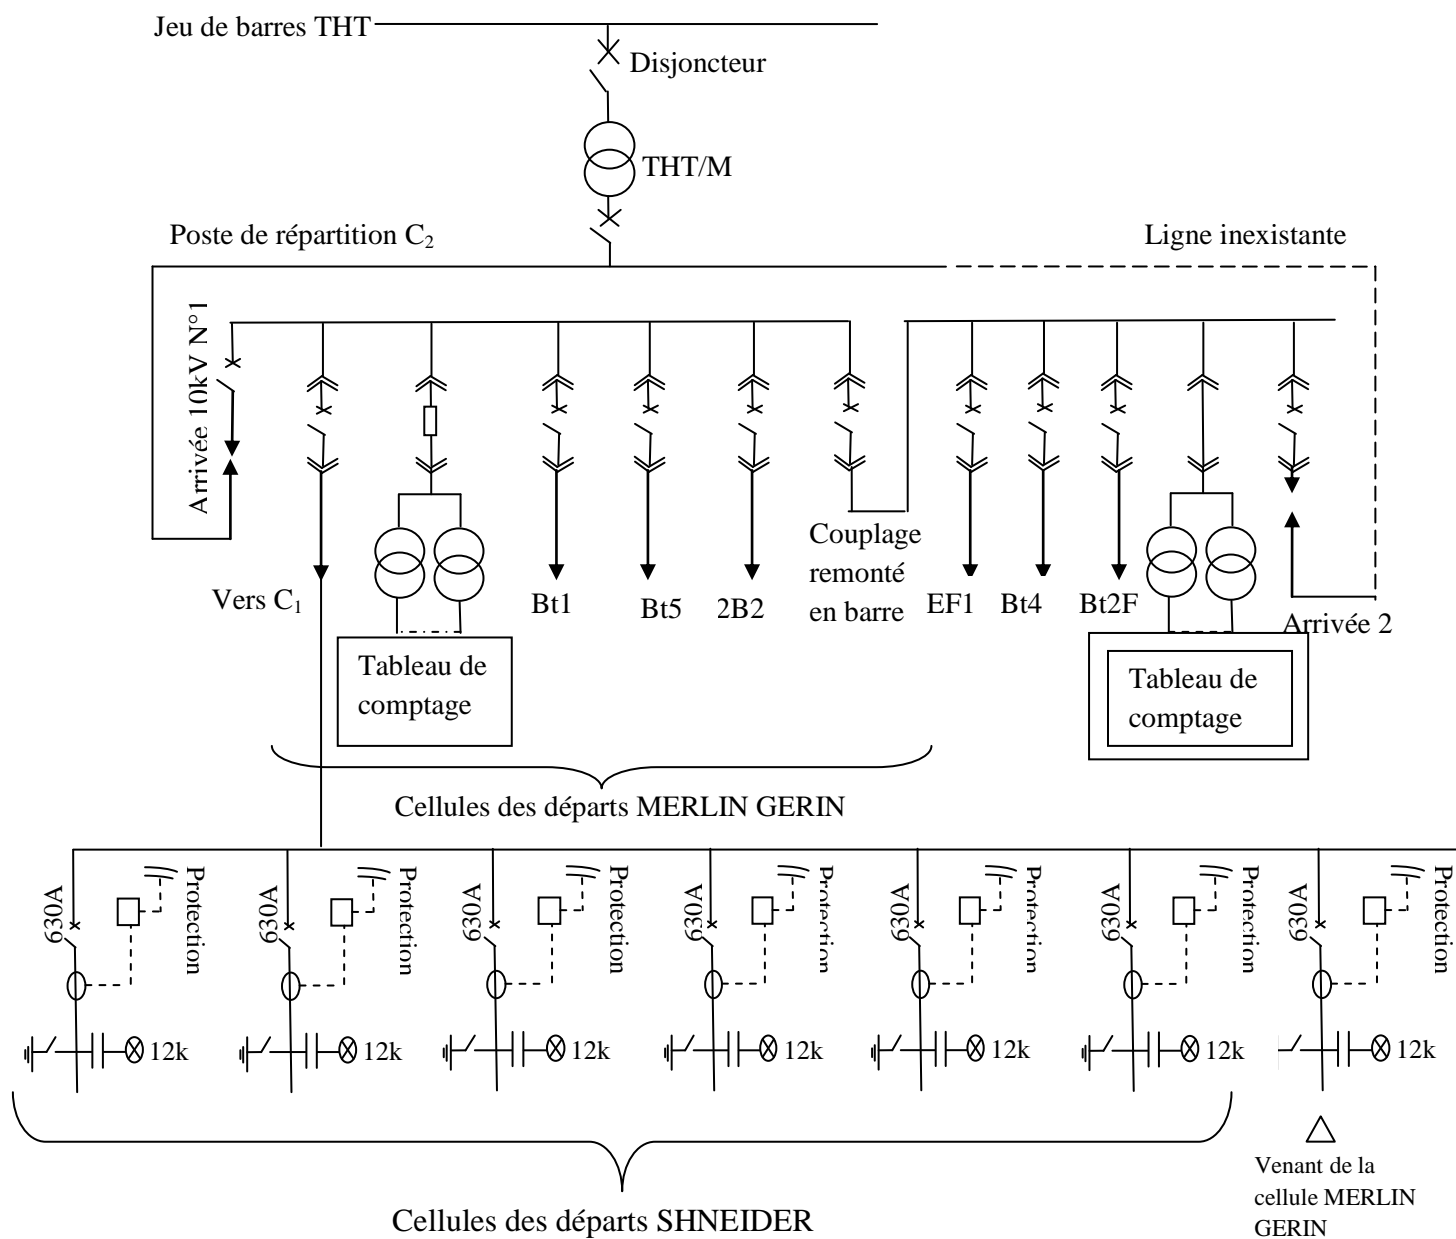 Jeu de barres THT
Disjoncteur
THT/M
Poste de répartition C₂
Ligne inexistante
Arrivée 10kV N°1
Vers C₁
Bt1
Bt5
2B2
Couplage
remonté
en barre
EF1
Bt4
Bt2F
Arrivée 2
Tableau de
comptage
Tableau de
comptage
Cellules des départs MERLIN GERIN
630A
Protection
630A
Protection
630A
Protection
630A
Protection
630A
Protection
630A
Protection
630A
Protection
12k
12k
12k
12k
12k
12k
12k
Venant de la
cellule MERLIN
GERIN
Cellules des départs SHNEIDER